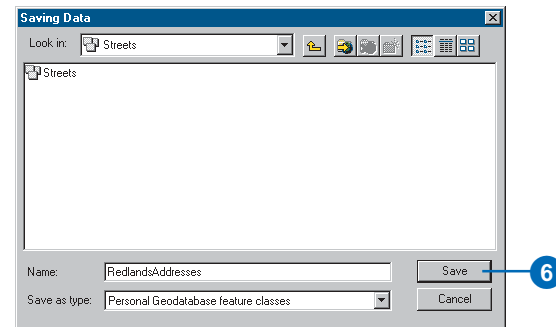 Saving Data
Look in: Streets
Streets
Name: RedlandsAddresses Save
6
Save as type: Personal Geodatabase feature classes Cancel